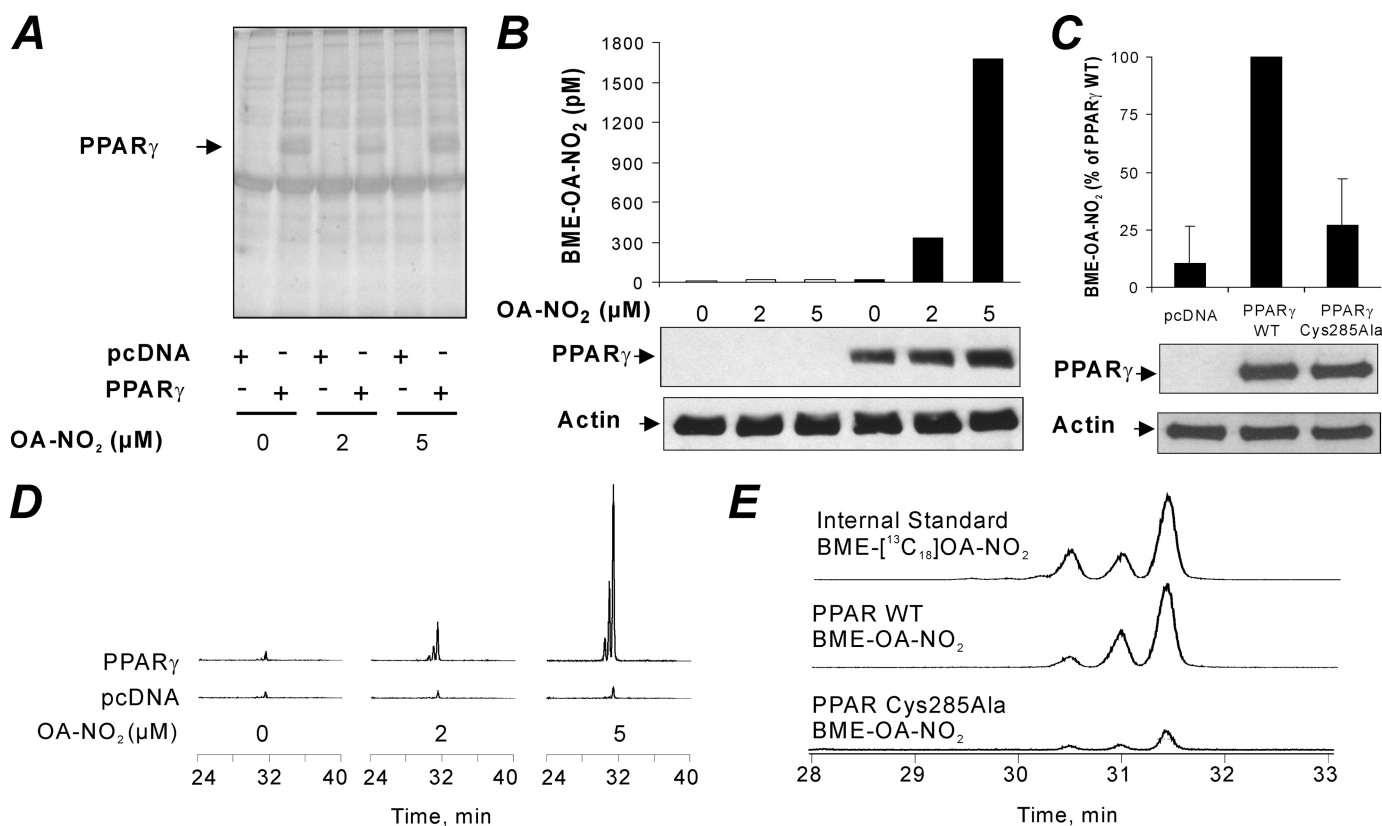 A
PPARγ
pcDNA + - + - + -
PPARγ - + - + - +
OA-NO₂ (μM) 0 2 5
B
BME-OA-NO₂ (pM)
1800
1500
1200
900
600
300
0
OA-NO₂ (μM) 0 2 5 0 2 5
PPARγ
Actin
C
BME-OA-NO₂ (% of PPARγ WT)
100
75
50
25
0
pcDNA PPARγ WT PPARγ Cys285Ala
PPARγ
Actin
D
PPARγ
pcDNA
OA-NO₂ (μM) 0 2 5
24 32 40 24 32 40 24 32 40
Time, min
E
Internal Standard
BME-[¹³C₁₈]OA-NO₂
PPAR WT
BME-OA-NO₂
PPAR Cys285Ala
BME-OA-NO₂
28 29 30 31 32 33
Time, min